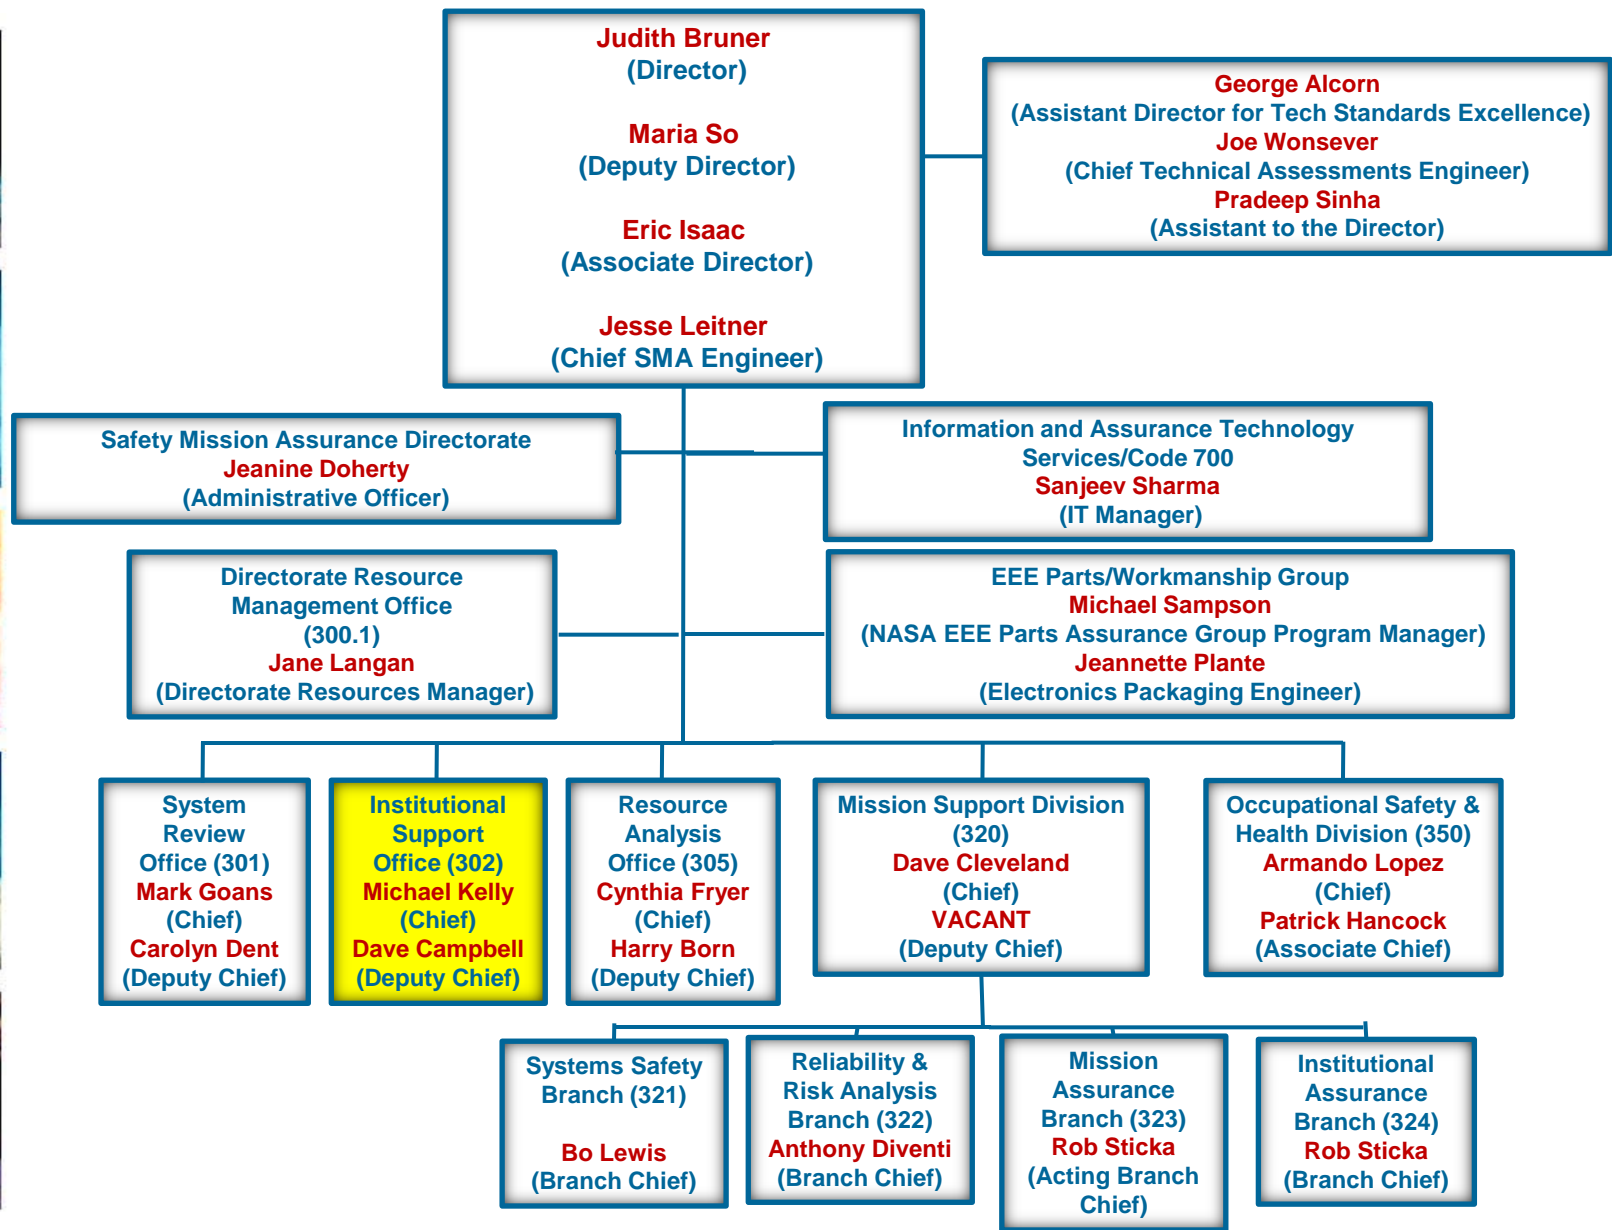 Judith Bruner
(Director)
Maria So
(Deputy Director)
Eric Isaac
(Associate Director)
Jesse Leitner
(Chief SMA Engineer)
George Alcorn
(Assistant Director for Tech Standards Excellence)
Joe Wonsever
(Chief Technical Assessments Engineer)
Pradeep Sinha
(Assistant to the Director)
Safety Mission Assurance Directorate
Jeanine Doherty
(Administrative Officer)
Information and Assurance Technology
Services/Code 700
Sanjeev Sharma
(IT Manager)
Directorate Resource
Management Office
(300.1)
Jane Langan
(Directorate Resources Manager)
EEE Parts/Workmanship Group
Michael Sampson
(NASA EEE Parts Assurance Group Program Manager)
Jeannette Plante
(Electronics Packaging Engineer)
System
Review
Office (301)
Mark Goans
(Chief)
Carolyn Dent
(Deputy Chief)
Institutional
Support
Office (302)
Michael Kelly
(Chief)
Dave Campbell
(Deputy Chief)
Resource
Analysis
Office (305)
Cynthia Fryer
(Chief)
Harry Born
(Deputy Chief)
Mission Support Division
(320)
Dave Cleveland
(Chief)
VACANT
(Deputy Chief)
Occupational Safety &
Health Division (350)
Armando Lopez
(Chief)
Patrick Hancock
(Associate Chief)
Systems Safety
Branch (321)
Bo Lewis
(Branch Chief)
Reliability &
Risk Analysis
Branch (322)
Anthony Diventi
(Branch Chief)
Mission
Assurance
Branch (323)
Rob Sticka
(Acting Branch
Chief)
Institutional
Assurance
Branch (324)
Rob Sticka
(Branch Chief)